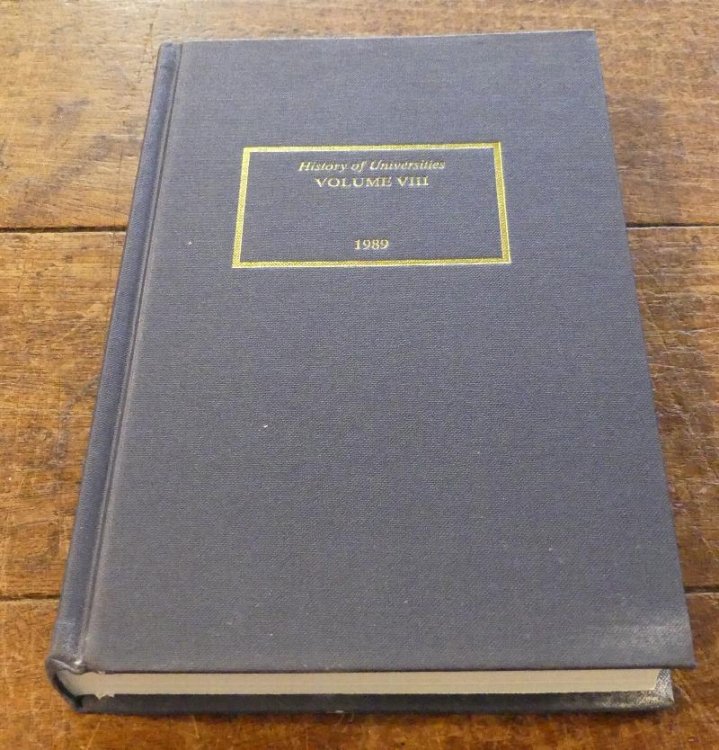 History of Universities
VOLUME VIII
1989